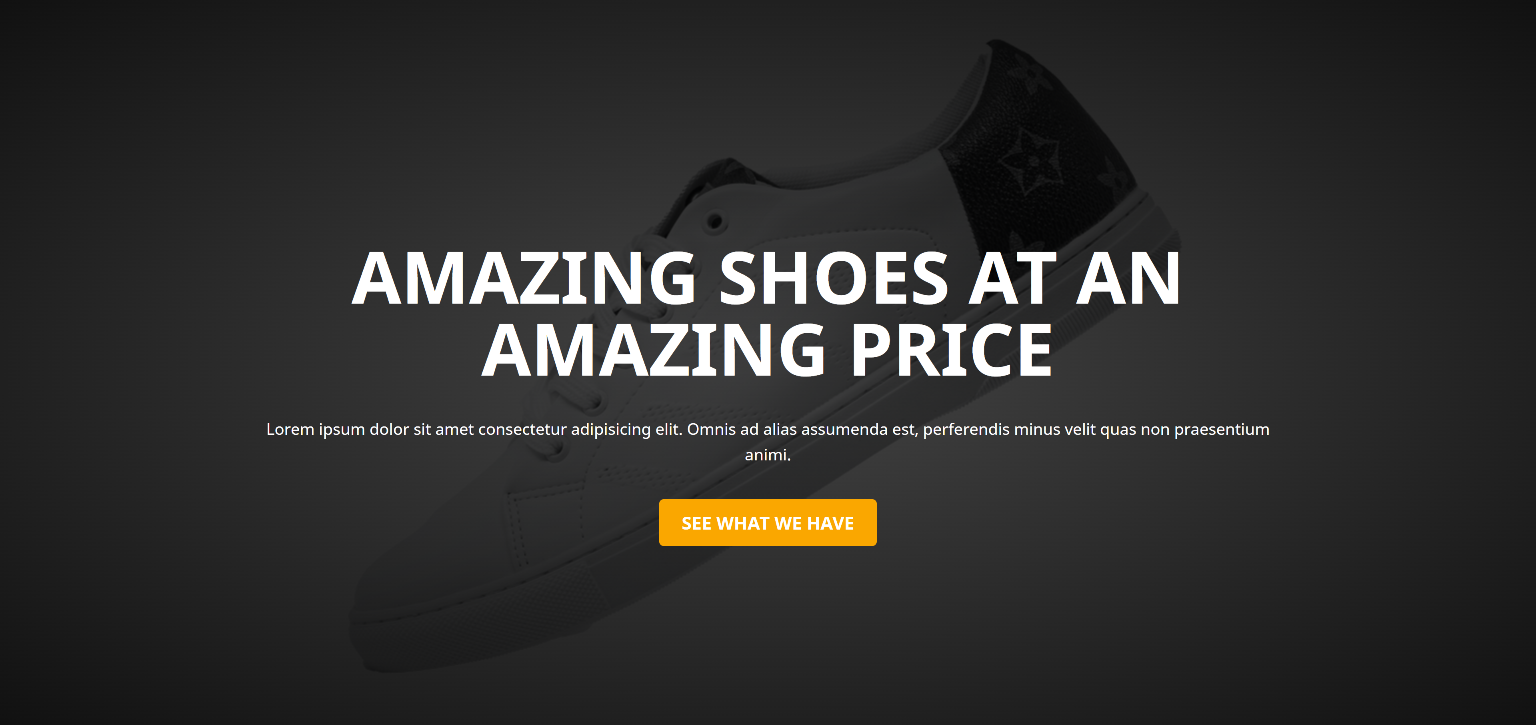 AMAZING SHOES AT AN
AMAZING PRICE
Lorem ipsum dolor sit amet consectetur adipisicing elit. Omnis ad alias assumenda est, perferendis minus velit quas non praesentium
animi.
SEE WHAT WE HAVE